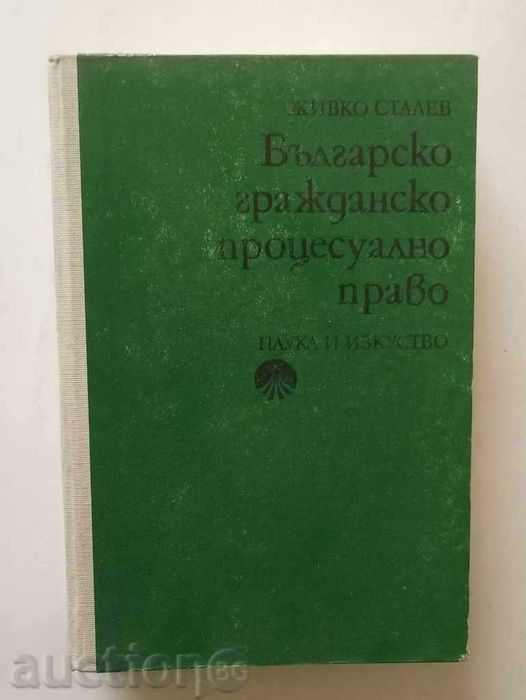 ЖИВКО СТАЛЕВ
Българско
гражданско
процесуално
право
НАУКА И ИЗКУСТВО
auction.BG